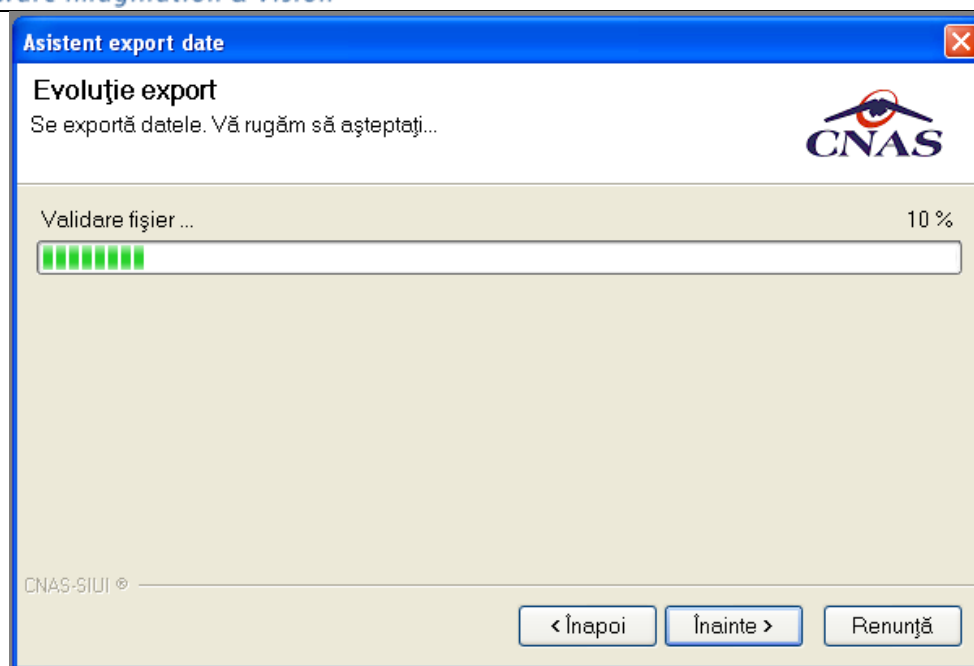 Asistent export date
Evoluţie export
Se exportă datele. Vă rugăm să aşteptaţi...
CNAS
Validare fişier ...
10 %
CNAS-SIUI ®
< Înapoi
Înainte >
Renunţă